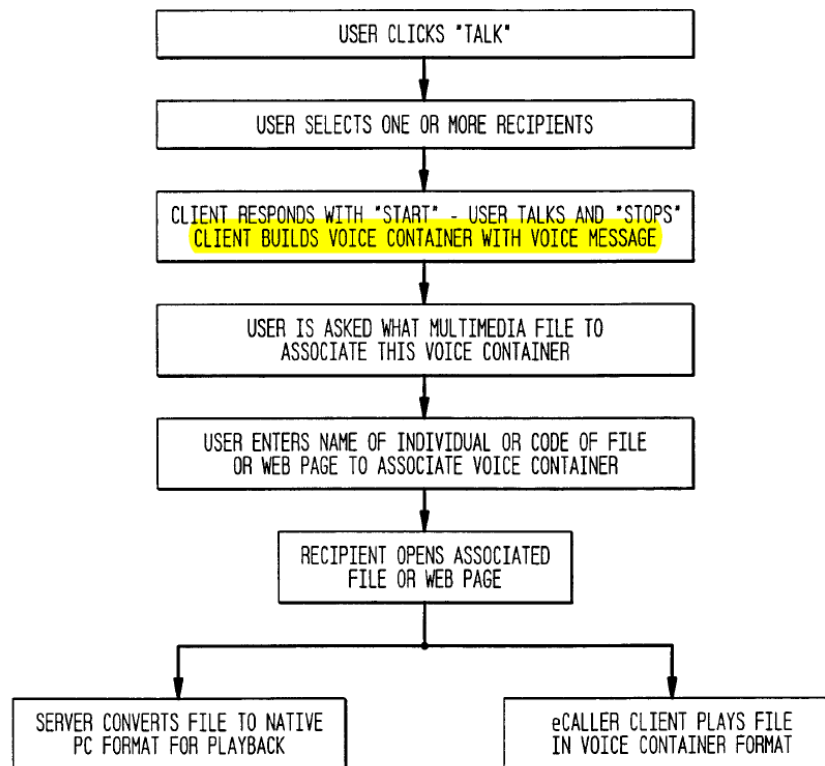 USER CLICKS "TALK"
USER SELECTS ONE OR MORE RECIPIENTS
CLIENT RESPONDS WITH "START" - USER TALKS AND "STOPS"
CLIENT BUILDS VOICE CONTAINER WITH VOICE MESSAGE
USER IS ASKED WHAT MULTIMEDIA FILE TO
ASSOCIATE THIS VOICE CONTAINER
USER ENTERS NAME OF INDIVIDUAL OR CODE OF FILE
OR WEB PAGE TO ASSOCIATE VOICE CONTAINER
RECIPIENT OPENS ASSOCIATED
FILE OR WEB PAGE
SERVER CONVERTS FILE TO NATIVE
PC FORMAT FOR PLAYBACK
eCALLER CLIENT PLAYS FILE
IN VOICE CONTAINER FORMAT